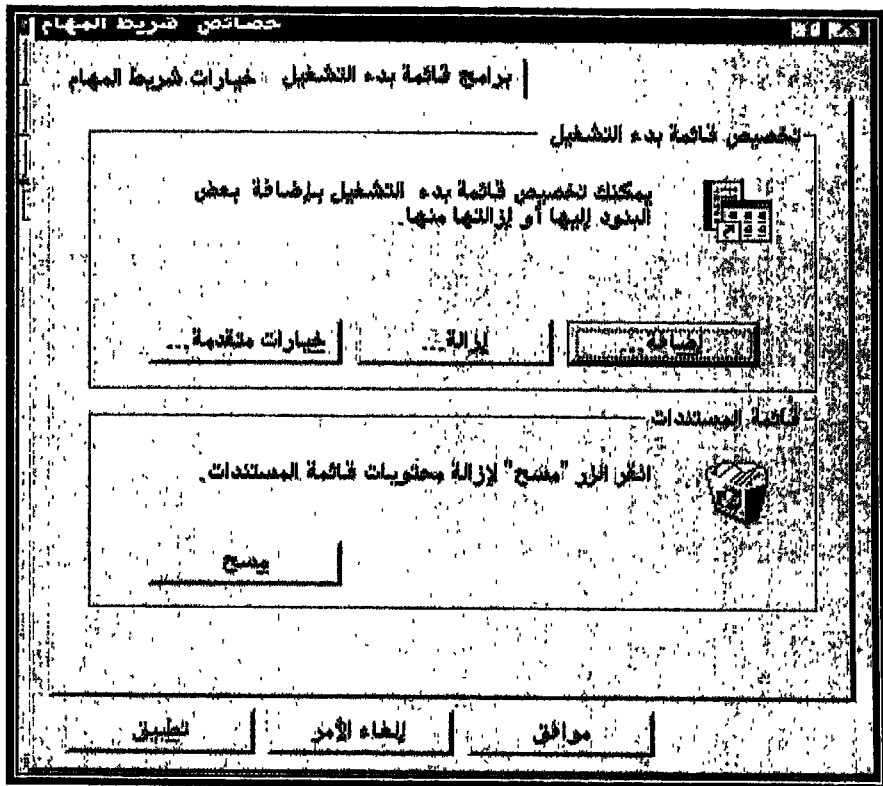 خصائص شريط المهام
برامج قائمة بدء التشغيل خيارات شريط المهام
تخصيص قائمة بدء التشغيل
يمكنك تخصيص قائمة بدء التشغيل بإضافة بعض
البنود إليها أو إزالتها منها.
إضافة... إزالة... خيارات متقدمة...
قائمة المستندات
انقر الزر "مسح" لإزالة محتويات قائمة المستندات.
مسح
موافق إلغاء الأمر تطبيق